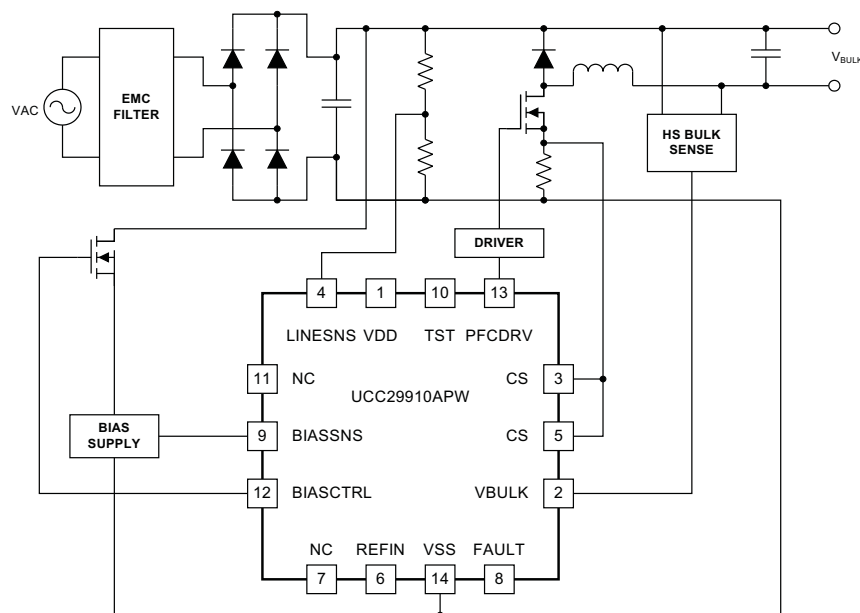 EMC
FILTER
VAC
V_BULK
HS BULK
SENSE
DRIVER
4
1
10
13
LINESNS
VDD
TST
PFCDRV
11
NC
CS
3
UCC29910APW
BIAS
SUPPLY
9
BIASSNS
CS
5
12
BIASCTRL
VBULK
2
NC
REFIN
VSS
FAULT
7
6
14
8